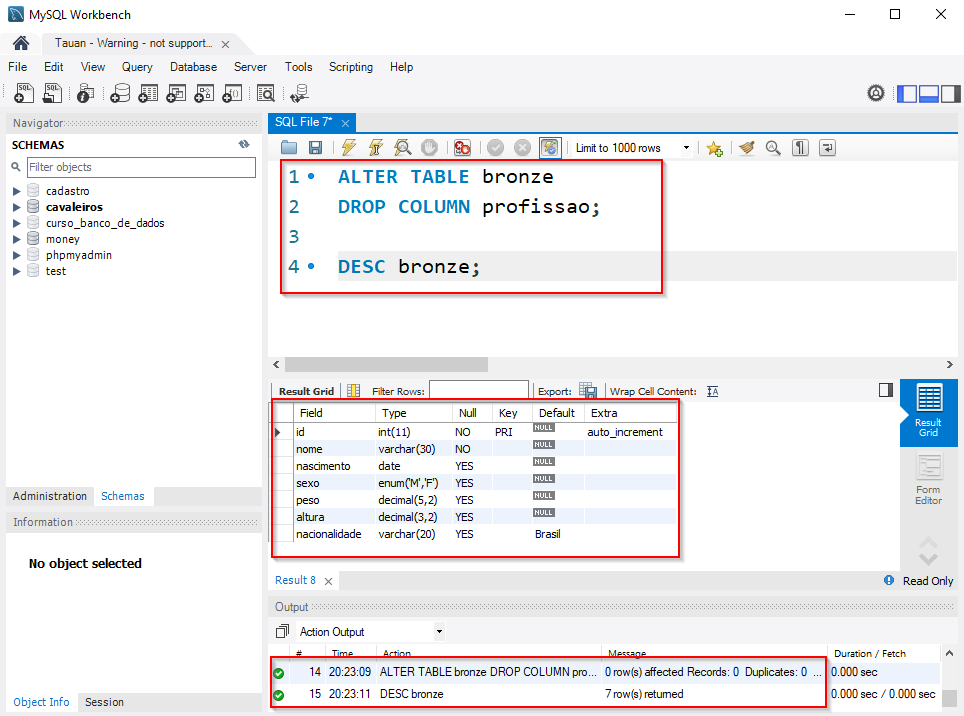 MySQL Workbench
Tauan - Warning - not support...
File Edit View Query Database Server Tools Scripting Help
Navigator
SCHEMAS
Filter objects
cadastro
cavaleiros
curso_banco_de_dados
money
phpmyadmin
test
Administration Schemas
Information
No object selected
Object Info Session
SQL File 7*
Limit to 1000 rows
1 ALTER TABLE bronze
2 DROP COLUMN profissao;
3
4 DESC bronze;
Result Grid Filter Rows: Export: Wrap Cell Content:
Field Type Null Key Default Extra
id int(11) NO PRI NULL auto_increment
nome varchar(30) NO NULL
nascimento date YES NULL
sexo enum('M','F') YES NULL
peso decimal(5,2) YES NULL
altura decimal(3,2) YES NULL
nacionalidade varchar(20) YES Brasil
Result
Grid
Form
Editor
Result 8
Read Only
Output
Action Output
# Time Action Message Duration / Fetch
14 20:23:09 ALTER TABLE bronze DROP COLUMN pro... 0 row(s) affected Records: 0 Duplicates: 0 ... 0.000 sec
15 20:23:11 DESC bronze 7 row(s) returned 0.000 sec / 0.000 sec